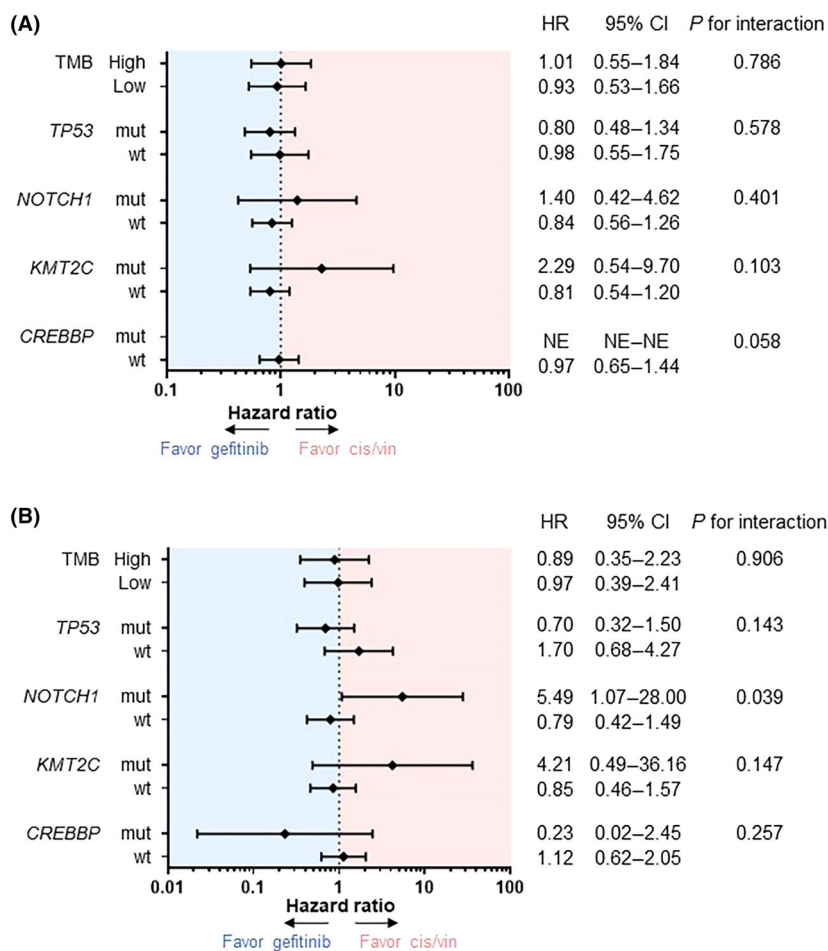 (A)
HR 95% CI P for interaction
TMB High 1.01 0.55–1.84 0.786
Low 0.93 0.53–1.66
TP53 mut 0.80 0.48–1.34 0.578
wt 0.98 0.55–1.75
NOTCH1 mut 1.40 0.42–4.62 0.401
wt 0.84 0.56–1.26
KMT2C mut 2.29 0.54–9.70 0.103
wt 0.81 0.54–1.20
CREBBP mut NE NE–NE 0.058
wt 0.97 0.65–1.44
0.1 1 10 100
Hazard ratio
Favor gefitinib Favor cis/vin
(B)
HR 95% CI P for interaction
TMB High 0.89 0.35–2.23 0.906
Low 0.97 0.39–2.41
TP53 mut 0.70 0.32–1.50 0.143
wt 1.70 0.68–4.27
NOTCH1 mut 5.49 1.07–28.00 0.039
wt 0.79 0.42–1.49
KMT2C mut 4.21 0.49–36.16 0.147
wt 0.85 0.46–1.57
CREBBP mut 0.23 0.02–2.45 0.257
wt 1.12 0.62–2.05
0.01 0.1 1 10 100
Hazard ratio
Favor gefitinib Favor cis/vin